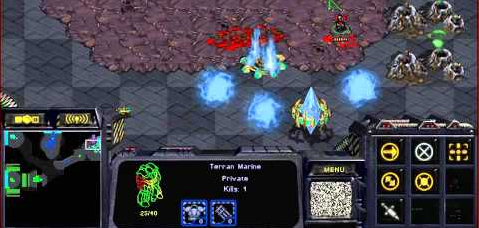 Terran Marine
Private
Kills: 1
MENU
25/40